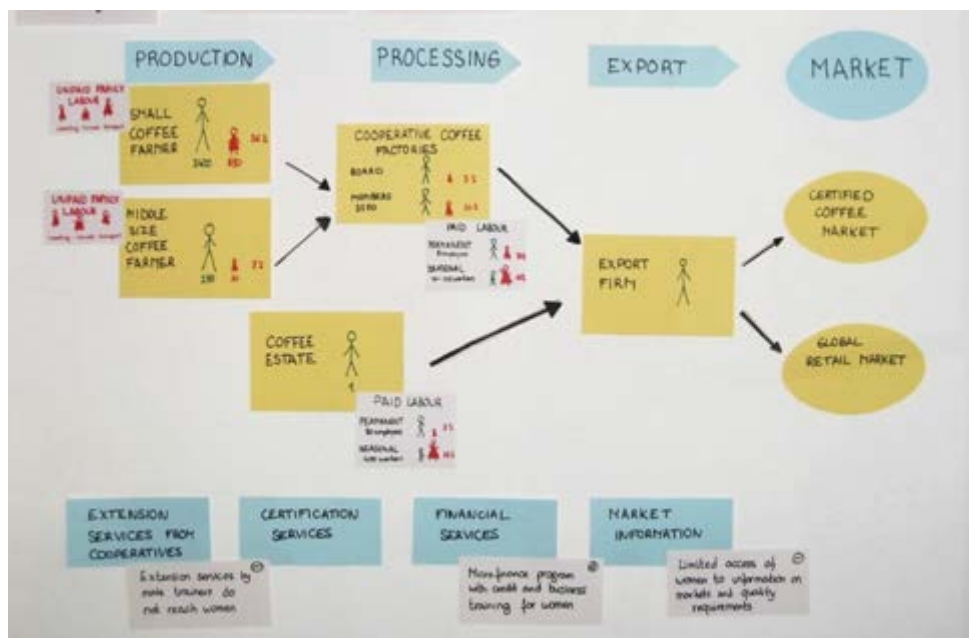 PRODUCTION
PROCESSING
EXPORT
MARKET
UNPAID FAMILY
LABOUR
SMALL
COFFEE
FARMER
UNPAID FAMILY
LABOUR
MIDDLE
SIZE
COFFEE
FARMER
COOPERATIVE COFFEE
FACTORIES
BOARD
MEMBERS
PAID LABOUR
PERMANENT
SEASONAL
COFFEE
ESTATE
1
PAID LABOUR
PERMANENT
SEASONAL
EXPORT
FIRM
CERTIFIED
COFFEE
MARKET
GLOBAL
RETAIL MARKET
EXTENSION
SERVICES FROM
COOPERATIVES
Extension services by
male trainers do
not reach women
CERTIFICATION
SERVICES
FINANCIAL
SERVICES
Microfinance program
with credit and business
training for women
MARKET
INFORMATION
Limited access of
women to information on
markets and quality
requirements